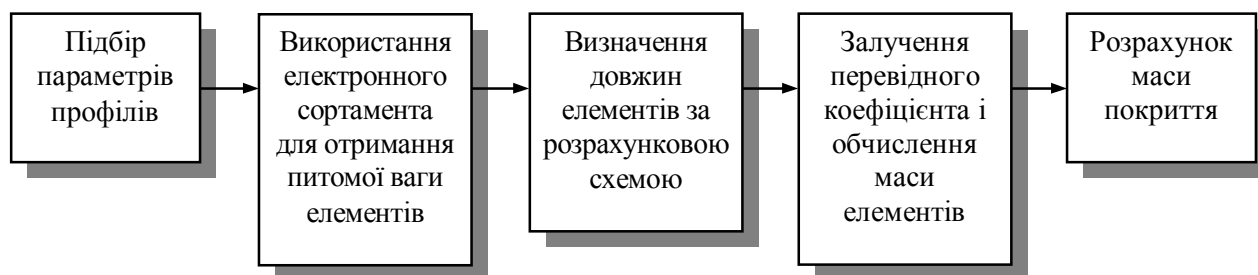 Підбір
параметрів
профілів
Використання
електронного
сортамента
для отримання
питомої ваги
елементів
Визначення
довжин
елементів за
розрахунковою
схемою
Залучення
перевідного
коефіцієнта і
обчислення
маси
елементів
Розрахунок
маси
покриття